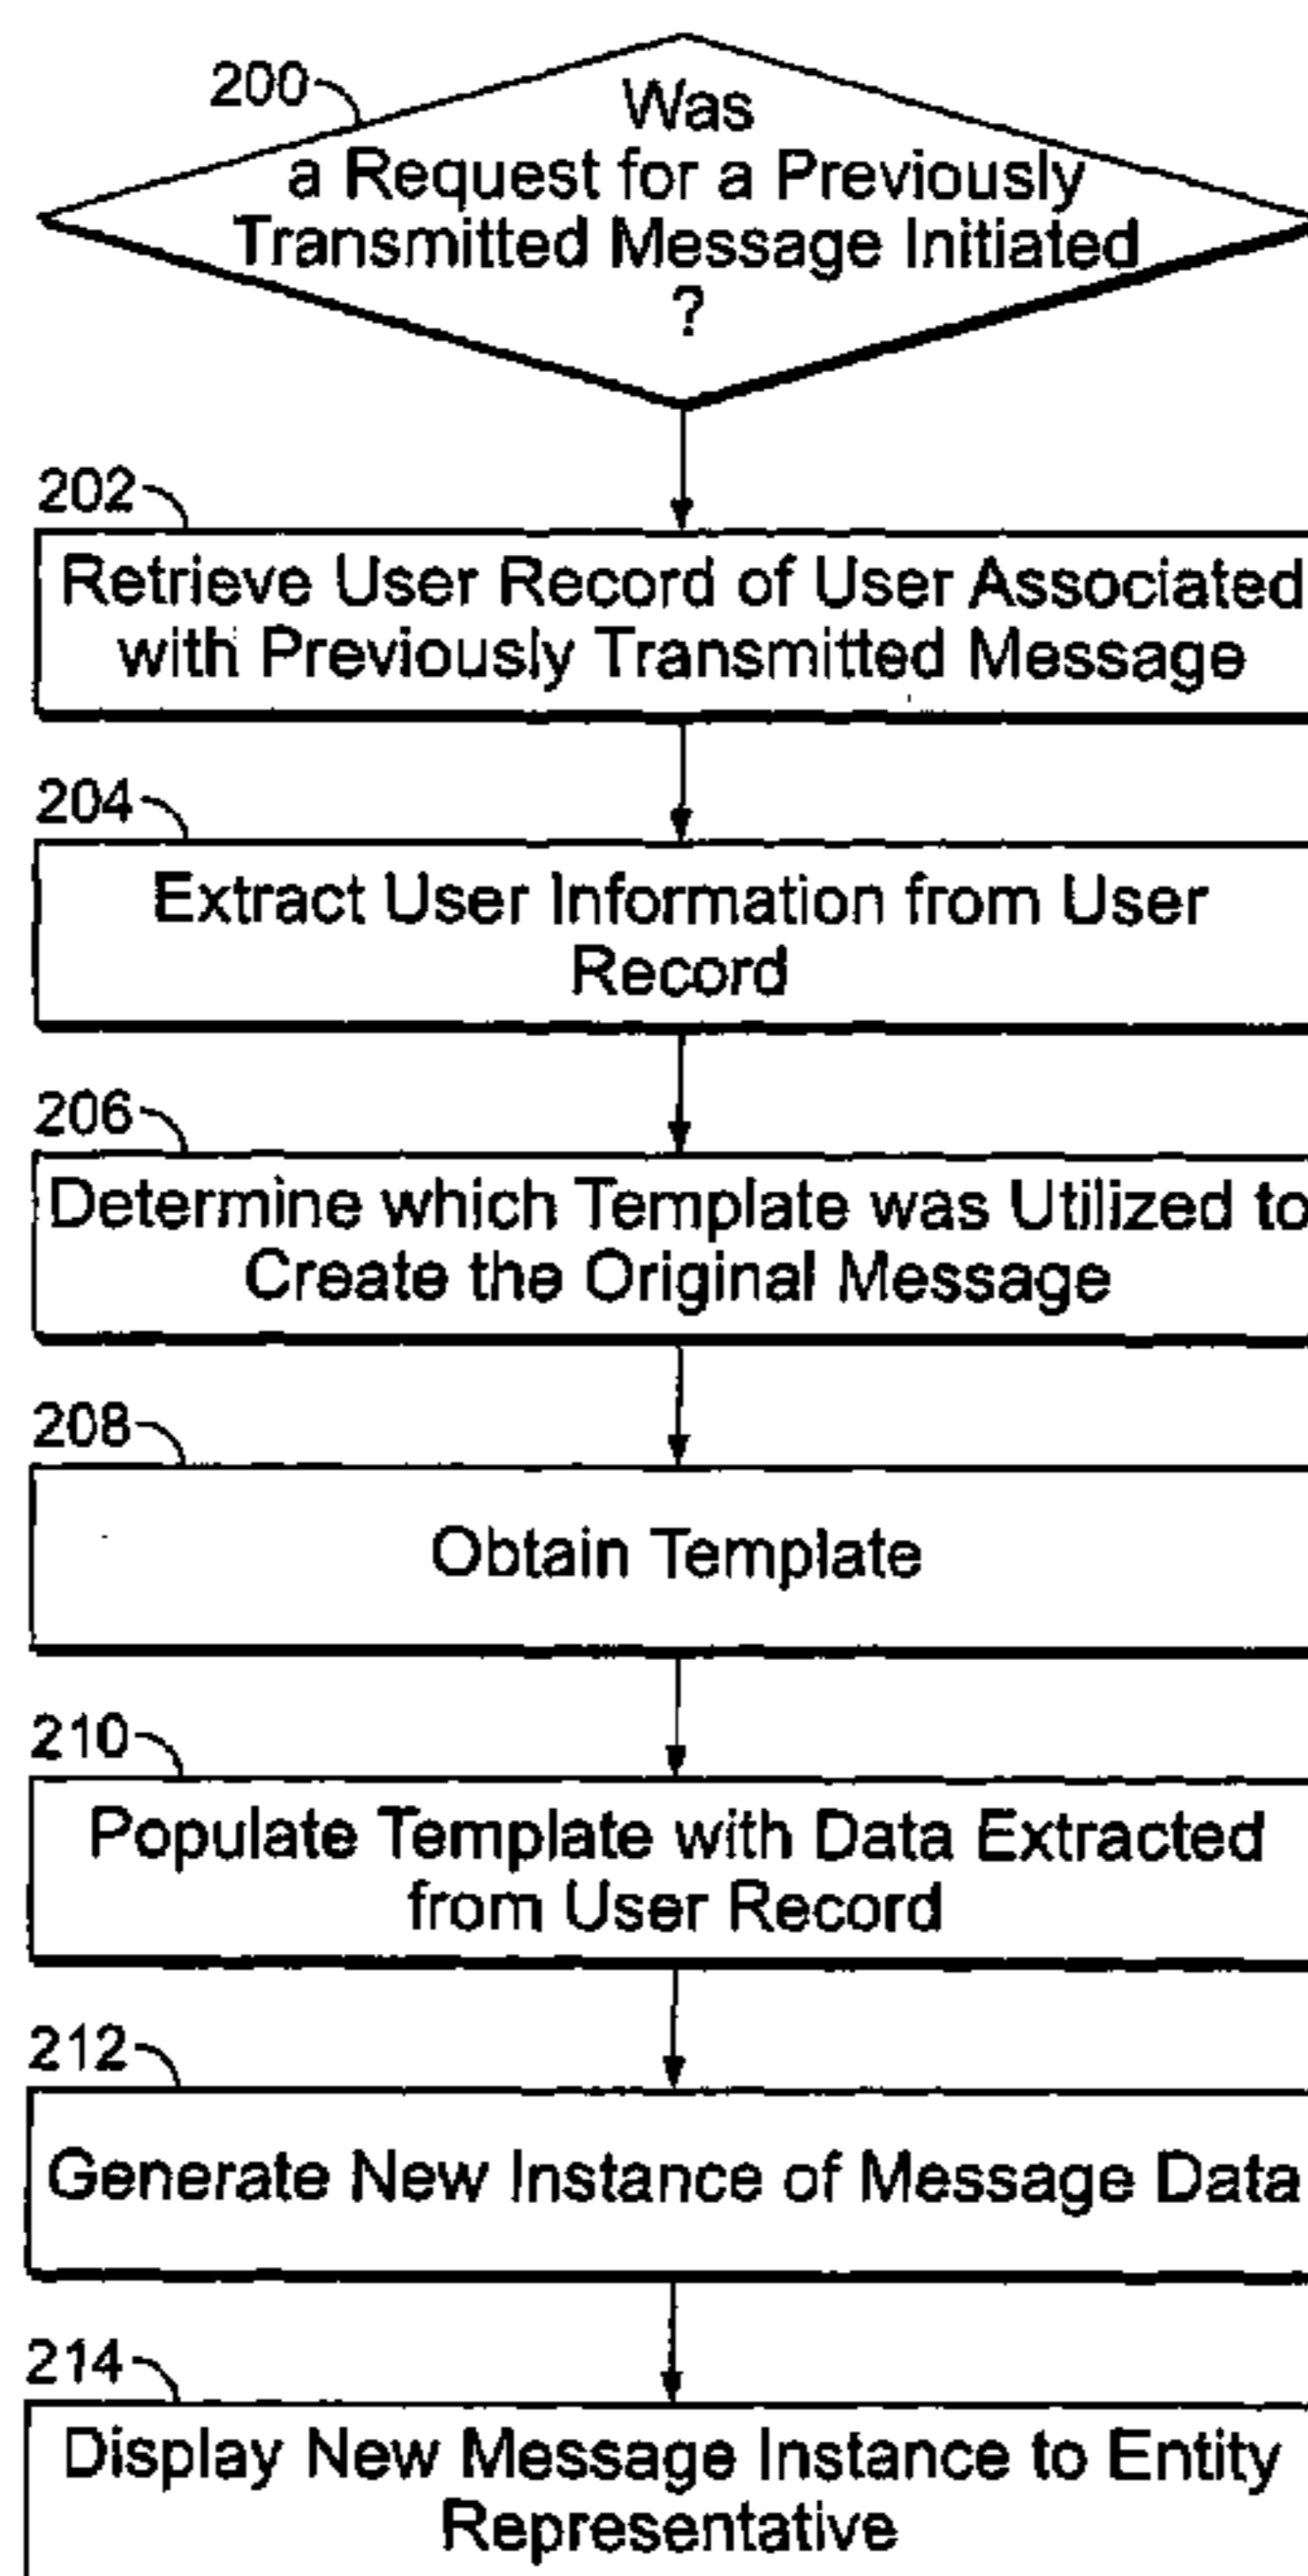 200
Was
a Request for a Previously
Transmitted Message Initiated
?
202
Retrieve User Record of User Associated
with Previously Transmitted Message
204
Extract User Information from User
Record
206
Determine which Template was Utilized to
Create the Original Message
208
Obtain Template
210
Populate Template with Data Extracted
from User Record
212
Generate New Instance of Message Data
214
Display New Message Instance to Entity
Representative